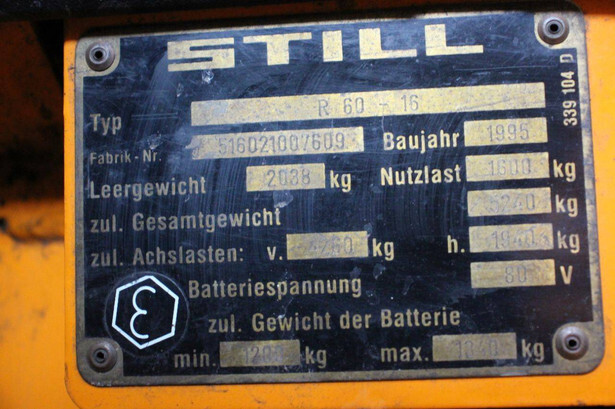 STILL
Typ R 60 - 16
Fabrik - Nr. 516021007609 Baujahr 1995
Leergewicht 2038 kg Nutzlast 1600 kg
zul. Gesamtgewicht 5240 kg
zul. Achslasten: v. kg h. kg
Batteriespannung 80 V
zul. Gewicht der Batterie
min. kg max. kg
339 104 D